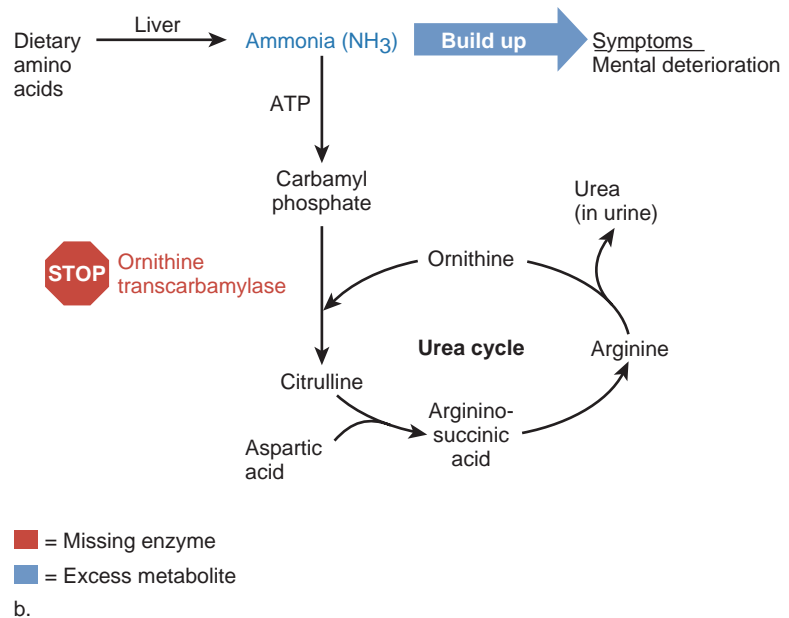 Dietary
amino
acids
Liver
Ammonia (NH3)
Build up
Symptoms
Mental deterioration
ATP
Carbamyl
phosphate
Urea
(in urine)
STOP
Ornithine
transcarbamylase
Ornithine
Urea cycle
Arginine
Citrulline
Arginino-
succinic
acid
Aspartic
acid
= Missing enzyme
= Excess metabolite
b.